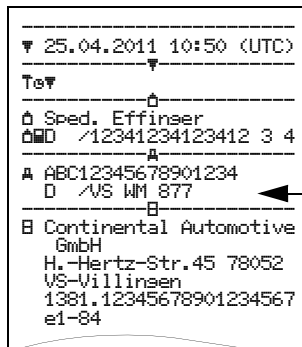 ▼ 25.04.2011 10:50 (UTC)
T⊙▼
Sped. Effinger
D /12341234123412 3 4
A ABC12345678901234
D /VS WM 877
B Continental Automotive
GmbH
H.-Hertz-Str.45 78052
VS-Villingen
1381.12345678901234567
e1-84